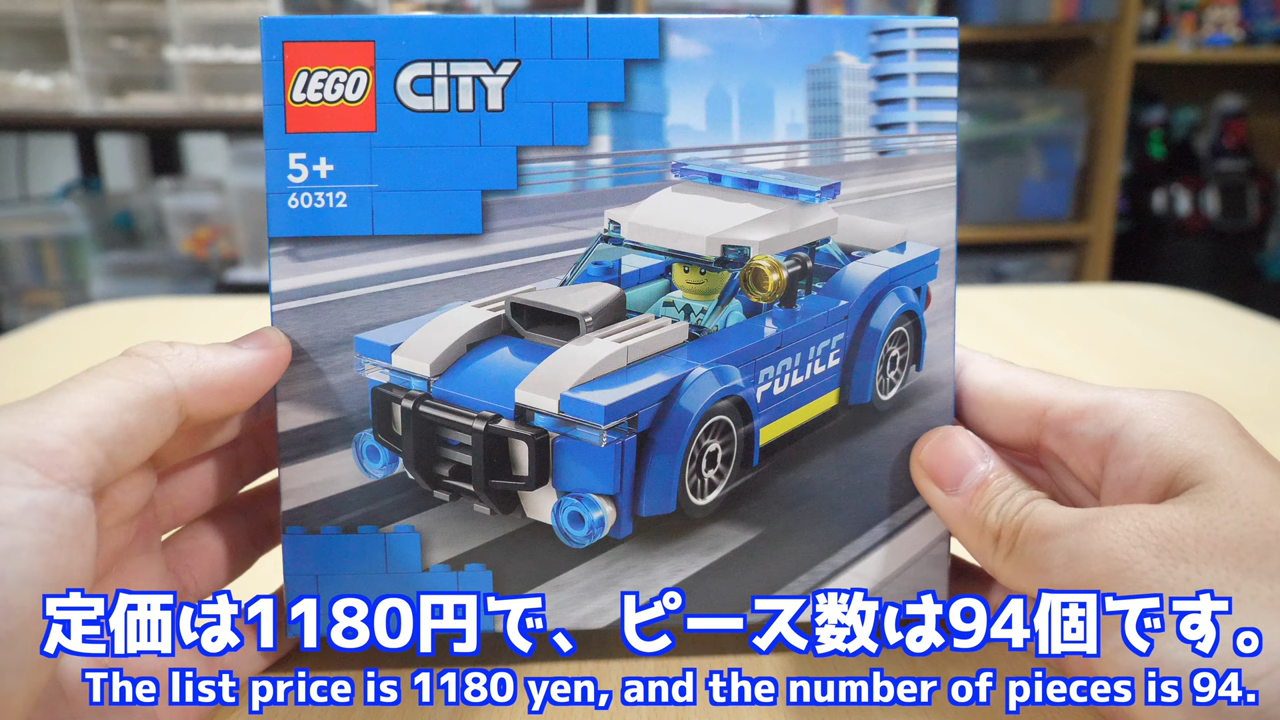 LEGO CITY
5+
60312
POLICE
定価は1180円で、ピース数は94個です。
The list price is 1180 yen, and the number of pieces is 94.